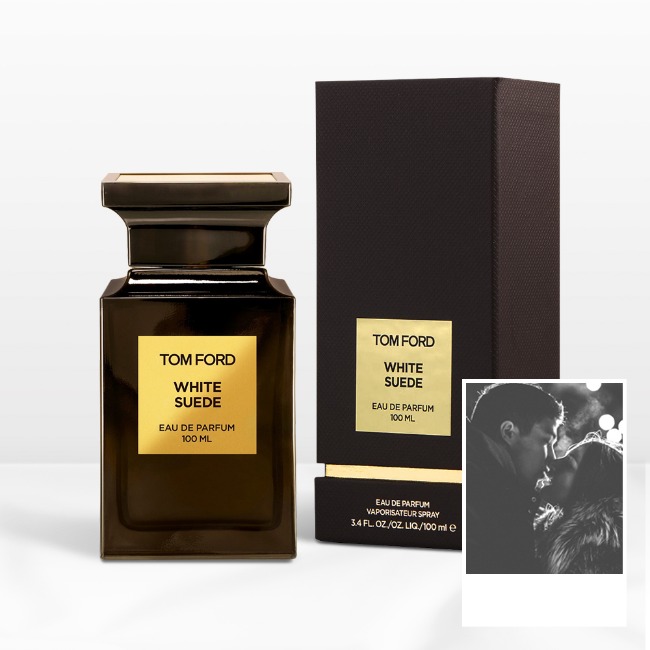 TOM FORD
WHITE
SUEDE
EAU DE PARFUM
100 ML
TOM FORD
WHITE
SUEDE
EAU DE PARFUM
100 ML
EAU DE PARFUM
VAPORISATEUR SPRAY
3.4 FL. OZ./OZ. LIQ./100 ml ℮